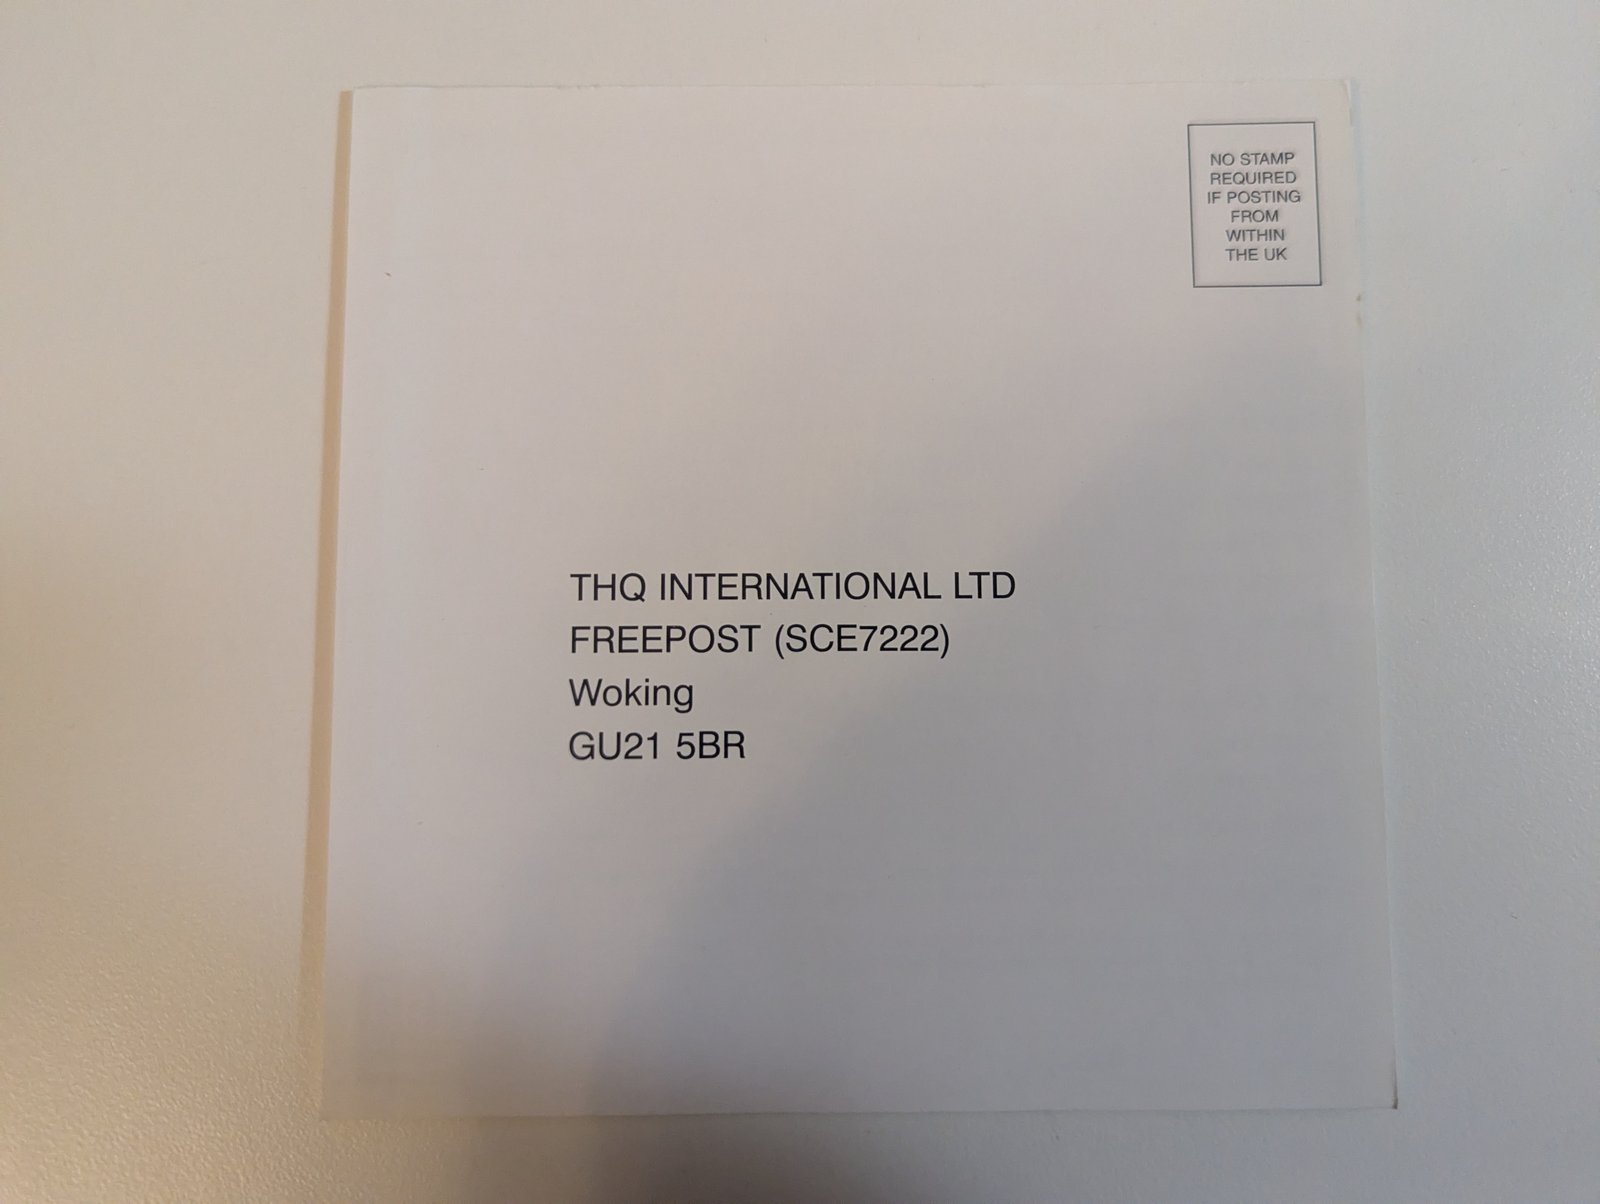 NO STAMP
REQUIRED
IF POSTING
FROM
WITHIN
THE UK
THQ INTERNATIONAL LTD
FREEPOST (SCE7222)
Woking
GU21 5BR